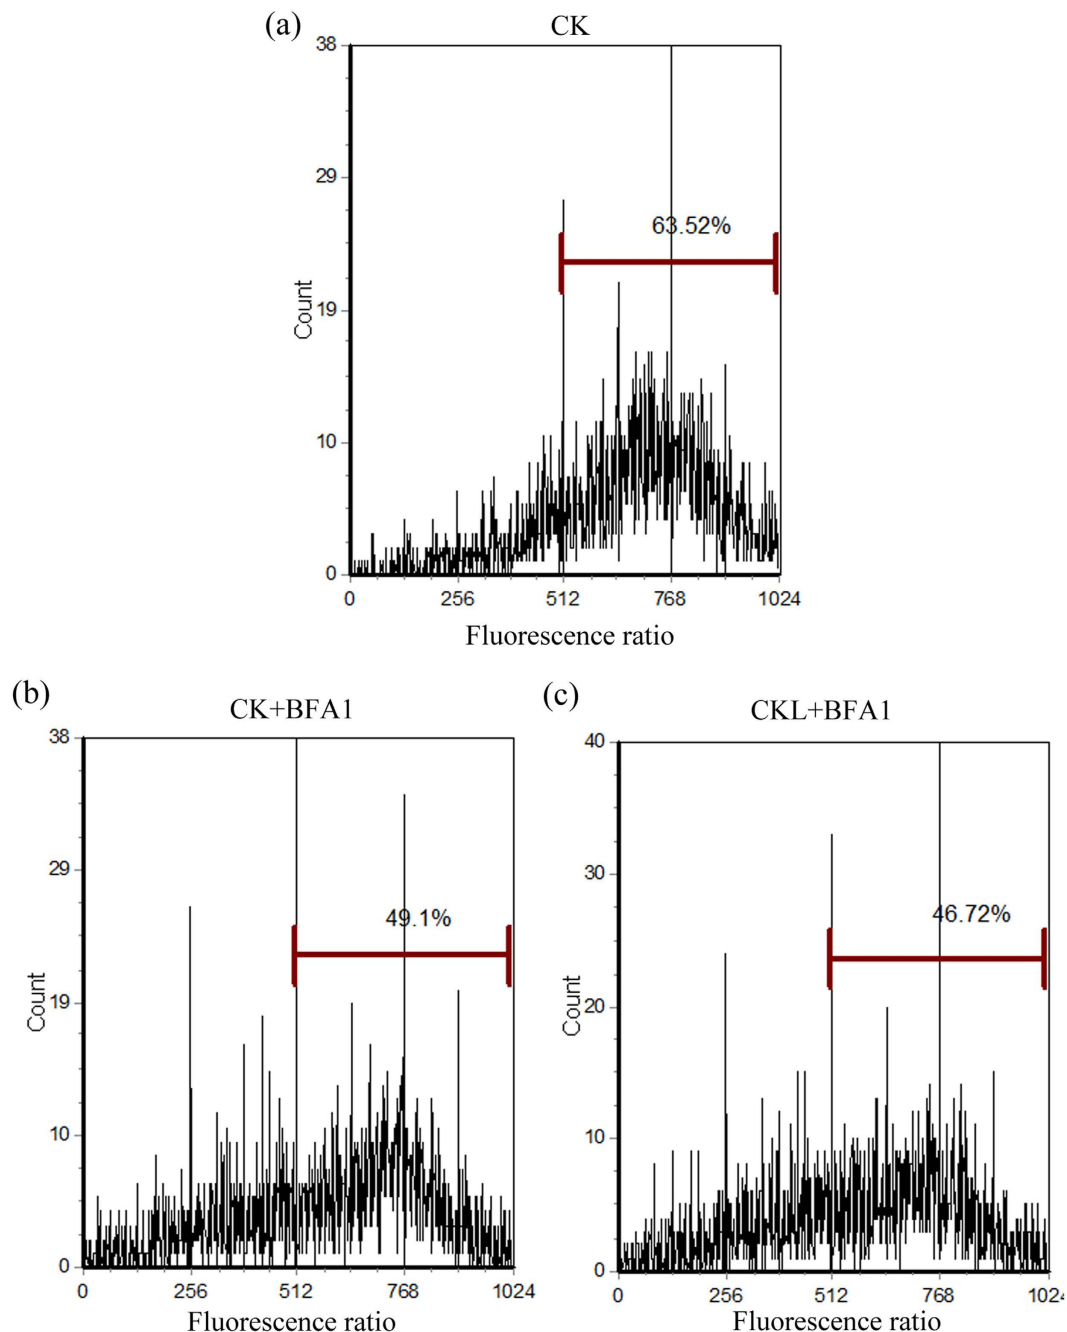 (a)
CK
38
29
19
10
0
Count
63.52%
0 256 512 768 1024
Fluorescence ratio
(b)
CK+BFA1
38
29
19
10
0
Count
49.1%
0 256 512 768 1024
Fluorescence ratio
(c)
CKL+BFA1
40
30
20
10
0
Count
46.72%
0 256 512 768 1024
Fluorescence ratio